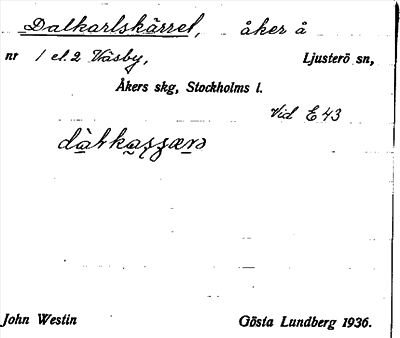 Dalkarlskärret, åker å
nr 1 el. 2 Väsby, Ljusterö sn,
Åkers skg, Stockholms l.
Vid E 43
John Westin Gösta Lundberg 1936.